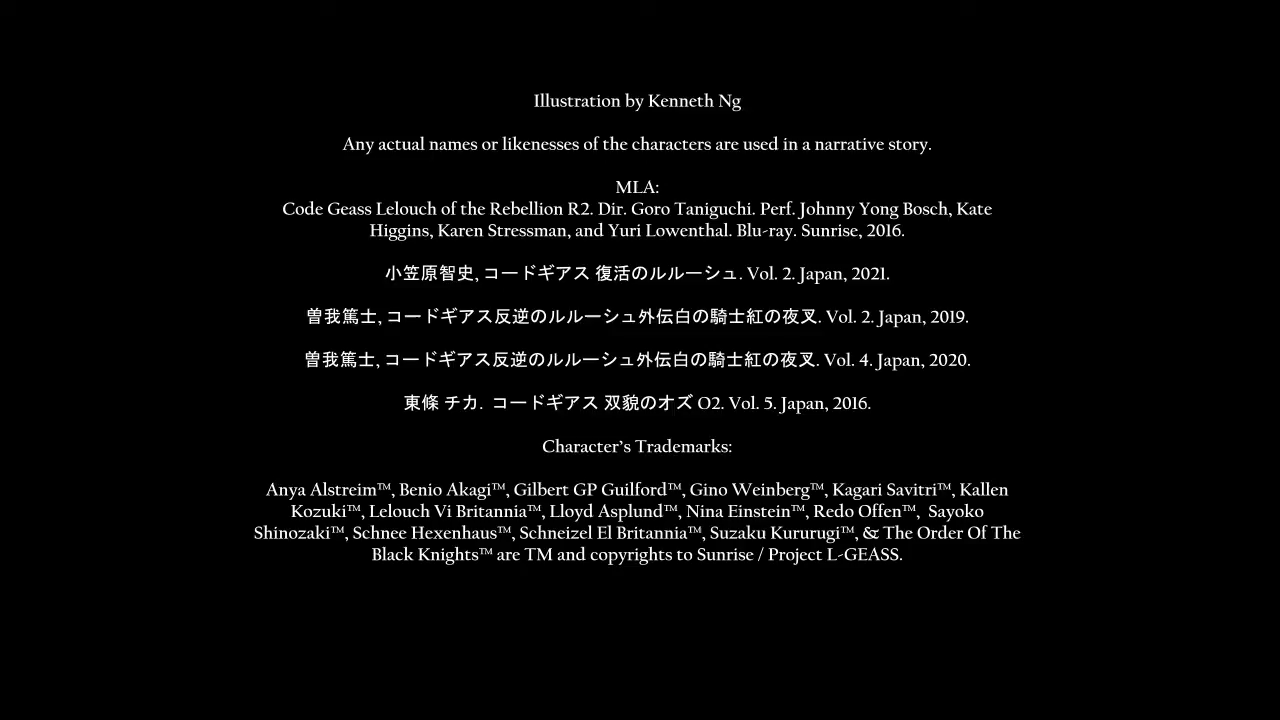 Illustration by Kenneth Ng
Any actual names or likenesses of the characters are used in a narrative story.
MLA:
Code Geass Lelouch of the Rebellion R2. Dir. Goro Taniguchi. Perf. Johnny Yong Bosch, Kate
Higgins, Karen Stressman, and Yuri Lowenthal. Blu-ray. Sunrise, 2016.
小笠原智史, コードギアス 復活のルルーシュ. Vol. 2. Japan, 2021.
曽我篤士, コードギアス反逆のルルーシュ外伝白の騎士紅の夜叉. Vol. 2. Japan, 2019.
曽我篤士, コードギアス反逆のルルーシュ外伝白の騎士紅の夜叉. Vol. 4. Japan, 2020.
東條 チカ. コードギアス 双貌のオズ O2. Vol. 5. Japan, 2016.
Character's Trademarks:
Anya Alstreim™, Benio Akagi™, Gilbert GP Guilford™, Gino Weinberg™, Kagari Savitri™, Kallen
Kozuki™, Lelouch Vi Britannia™, Lloyd Asplund™, Nina Einstein™, Redo Offen™, Sayoko
Shinozaki™, Schnee Hexenhaus™, Schneizel El Britannia™, Suzaku Kururugi™, & The Order Of The
Black Knights™ are TM and copyrights to Sunrise / Project L-GEASS.